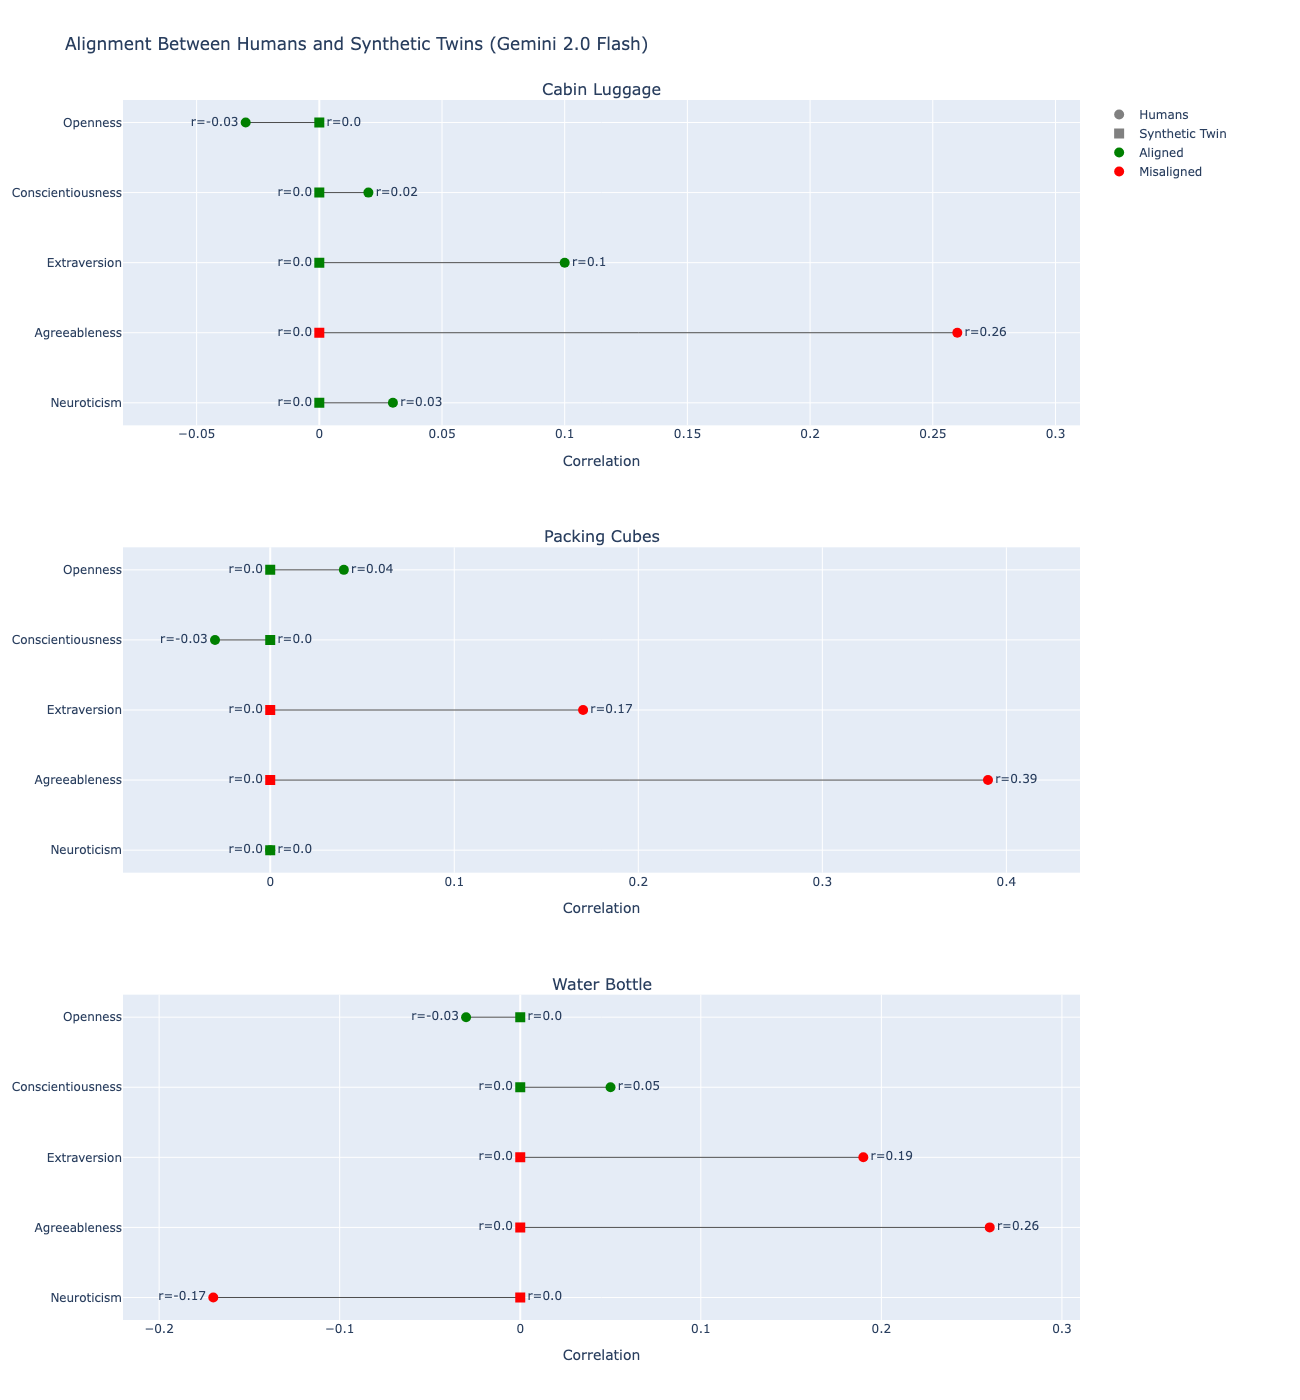 Alignment Between Humans and Synthetic Twins (Gemini 2.0 Flash)
Cabin Luggage
Humans
Synthetic Twin
Aligned
Misaligned
Openness r=-0.03 r=0.0
Conscientiousness r=0.0 r=0.02
Extraversion r=0.0 r=0.1
Agreeableness r=0.0 r=0.26
Neuroticism r=0.0 r=0.03
−0.05 0 0.05 0.1 0.15 0.2 0.25 0.3
Correlation
Packing Cubes
Openness r=0.0 r=0.04
Conscientiousness r=-0.03 r=0.0
Extraversion r=0.0 r=0.17
Agreeableness r=0.0 r=0.39
Neuroticism r=0.0 r=0.0
0 0.1 0.2 0.3 0.4
Correlation
Water Bottle
Openness r=-0.03 r=0.0
Conscientiousness r=0.0 r=0.05
Extraversion r=0.0 r=0.19
Agreeableness r=0.0 r=0.26
Neuroticism r=-0.17 r=0.0
−0.2 −0.1 0 0.1 0.2 0.3
Correlation